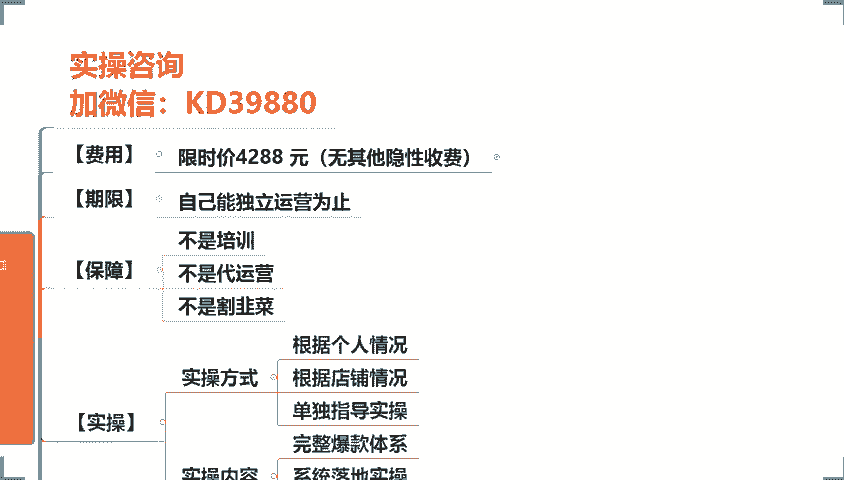 实操咨询
加微信：KD39880
【费用】
限时价4288 元（无其他隐性收费）
【期限】
自己能独立运营为止
【保障】
不是培训
不是代运营
不是割韭菜
【实操】
实操方式
根据个人情况
根据店铺情况
单独指导实操
实操内容
完整爆款体系
系统落地实操